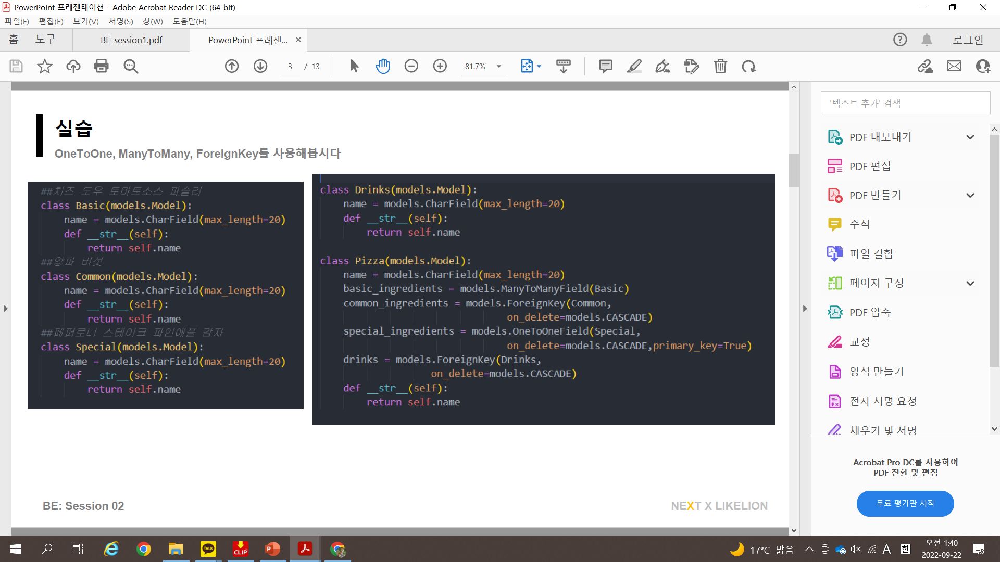 PowerPoint 프레젠테이션 - Adobe Acrobat Reader DC (64-bit)
파일(F) 편집(E) 보기(V) 서명(S) 창(W) 도움말(H)
홈 도구 BE-session1.pdf PowerPoint 프레젠... × 로그인
3 / 13 81.7%
실습
OneToOne, ManyToMany, ForeignKey를 사용해봅시다
##치즈 도우 토마토소스 파슬리
class Basic(models.Model):
name = models.CharField(max_length=20)
def __str__(self):
return self.name
##양파 버섯
class Common(models.Model):
name = models.CharField(max_length=20)
def __str__(self):
return self.name
##페퍼로니 스테이크 파인애플 감자
class Special(models.Model):
name = models.CharField(max_length=20)
def __str__(self):
return self.name
class Drinks(models.Model):
name = models.CharField(max_length=20)
def __str__(self):
return self.name
class Pizza(models.Model):
name = models.CharField(max_length=20)
basic_ingredients = models.ManyToManyField(Basic)
common_ingredients = models.ForeignKey(Common,
on_delete=models.CASCADE)
special_ingredients = models.OneToOneField(Special,
on_delete=models.CASCADE,primary_key=True)
drinks = models.ForeignKey(Drinks,
on_delete=models.CASCADE)
def __str__(self):
return self.name
BE: Session 02
NEXT X LIKELION
'텍스트 추가' 검색
PDF 내보내기
PDF 편집
PDF 만들기
주석
파일 결합
페이지 구성
PDF 압축
교정
양식 만들기
전자 서명 요청
채우기 및 서명
Acrobat Pro DC를 사용하여
PDF 전환 및 편집
무료 평가판 시작
TALK
CLIP
17°C 맑음
A 한
오전 1:40
2022-09-22